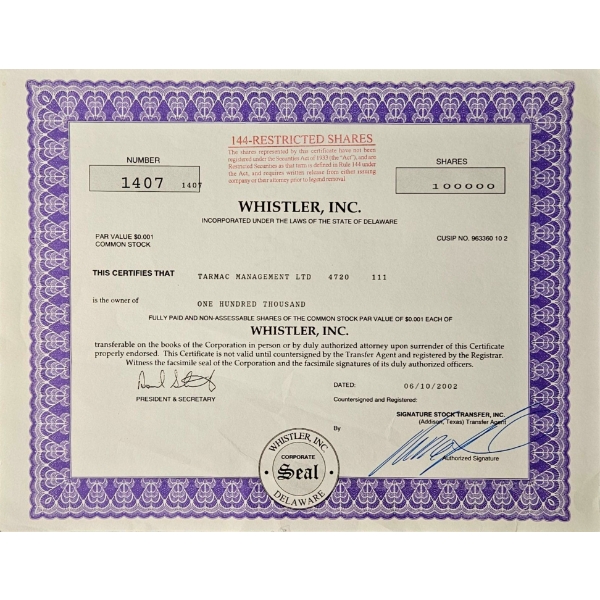 144-RESTRICTED SHARES
The shares represented by this certificate have not been
registered under the Securities Act of 1933 (the "Act"), and are
Restricted Securities as that term is defined in Rule 144 under
the Act, and requires written release from either issuing
company or their attorney prior to legend removal
NUMBER
1407 1407
SHARES
100000
WHISTLER, INC.
INCORPORATED UNDER THE LAWS OF THE STATE OF DELAWARE
PAR VALUE $0.001
COMMON STOCK
CUSIP NO. 963360 10 2
THIS CERTIFIES THAT TARMAC MANAGEMENT LTD 4720 111
is the owner of ONE HUNDRED THOUSAND
FULLY PAID AND NON-ASSESSABLE SHARES OF THE COMMON STOCK PAR VALUE OF $0.001 EACH OF
WHISTLER, INC.
transferable on the books of the Corporation in person or by duly authorized attorney upon surrender of this Certificate
properly endorsed. This Certificate is not valid until countersigned by the Transfer Agent and registered by the Registrar.
Witness the facsimile seal of the Corporation and the facsimile signatures of its duly authorized officers.
PRESIDENT & SECRETARY
DATED: 06/10/2002
Countersigned and Registered:
SIGNATURE STOCK TRANSFER, INC.
(Addison, Texas) Transfer Agent
By
Authorized Signature
WHISTLER, INC.
CORPORATE
Seal
DELAWARE